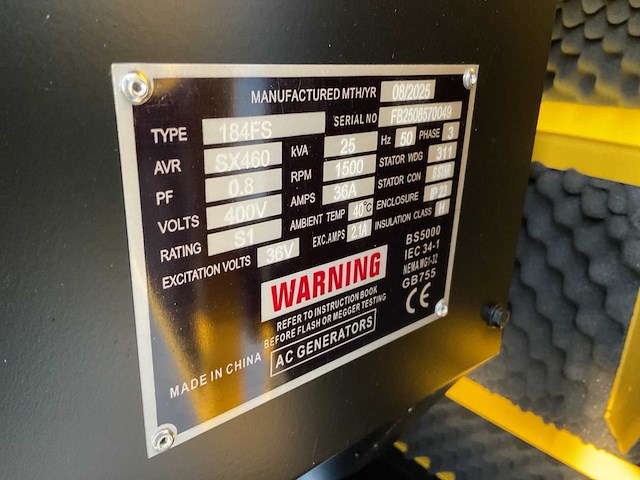 MANUFACTURED MTH/YR 08/2025
SERIAL NO FB2508570049
TYPE 184FS kVA 25 Hz 50 PHASE 3
AVR SX460 RPM 1500 STATOR WDG 311
PF 0.8 AMPS 36A STATOR CON
VOLTS 400V AMBIENT TEMP 40℃ ENCLOSURE IP 23
RATING S1 EXC.AMPS 2.1A INSULATION CLASS H
EXCITATION VOLTS 36V
BS5000
IEC 34-1
NEMA MG1-32
GB755
CE
WARNING
REFER TO INSTRUCTION BOOK
BEFORE FLASH OR MEGGER TESTING
AC GENERATORS
MADE IN CHINA